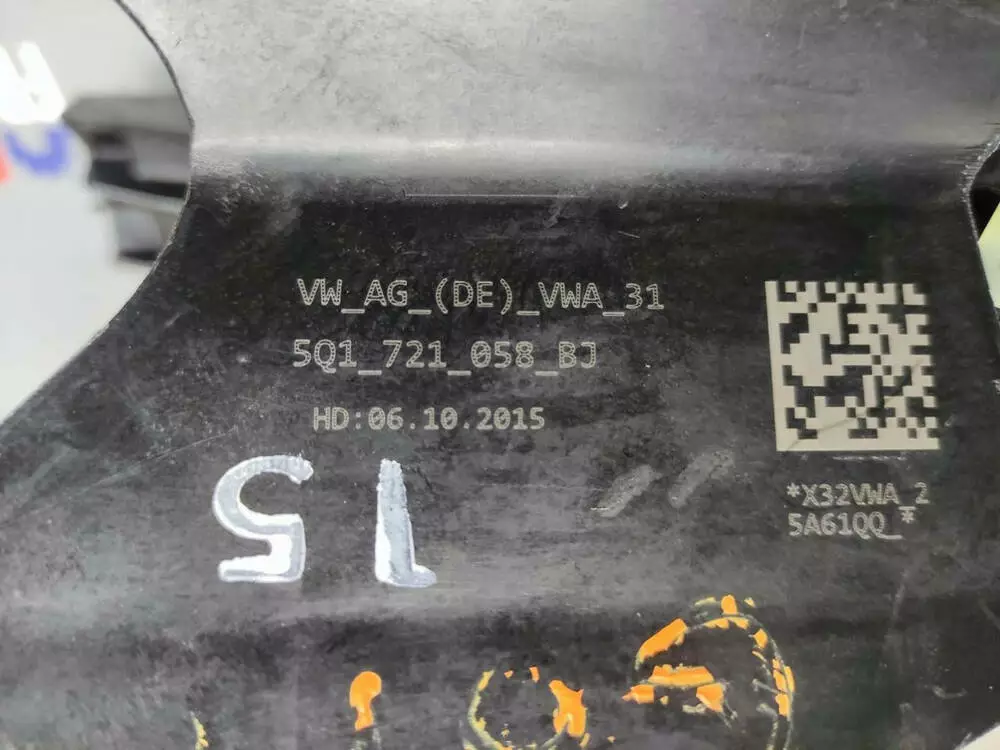 VW_AG_(DE)_VWA_31
5Q1_721_058_BJ
HD:06.10.2015
*X32VWA_2
5A61QQ_*
15